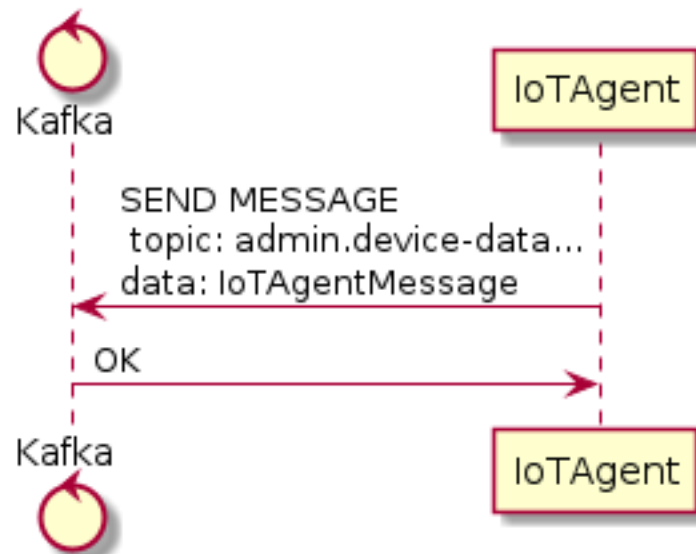 Kafka
IoTAgent
SEND MESSAGE
topic: admin.device-data...
data: IoTAgentMessage
OK
Kafka
IoTAgent